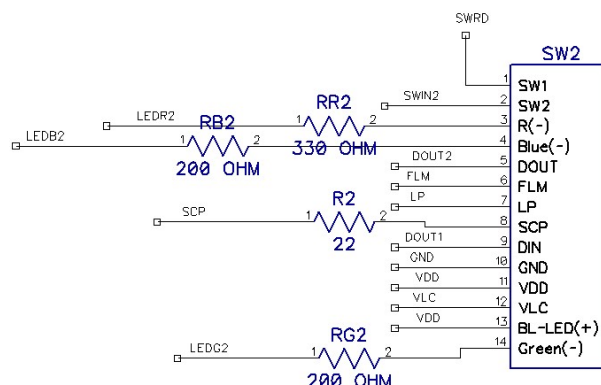 SWRD
SW2
1 SW1
SWIN2 2 SW2
LEDR2 1 RR2 2 3 R(-)
330 OHM
LEDB2 1 RB2 2 4 Blue(-)
200 OHM
DOUT2 5 DOUT
FLM 6 FLM
LP 7 LP
SCP 1 R2 2 8 SCP
22
DOUT1 9 DIN
GND 10 GND
VDD 11 VDD
VLC 12 VLC
VDD 13 BL-LED(+)
LEDG2 1 RG2 2 14 Green(-)
200 OHM